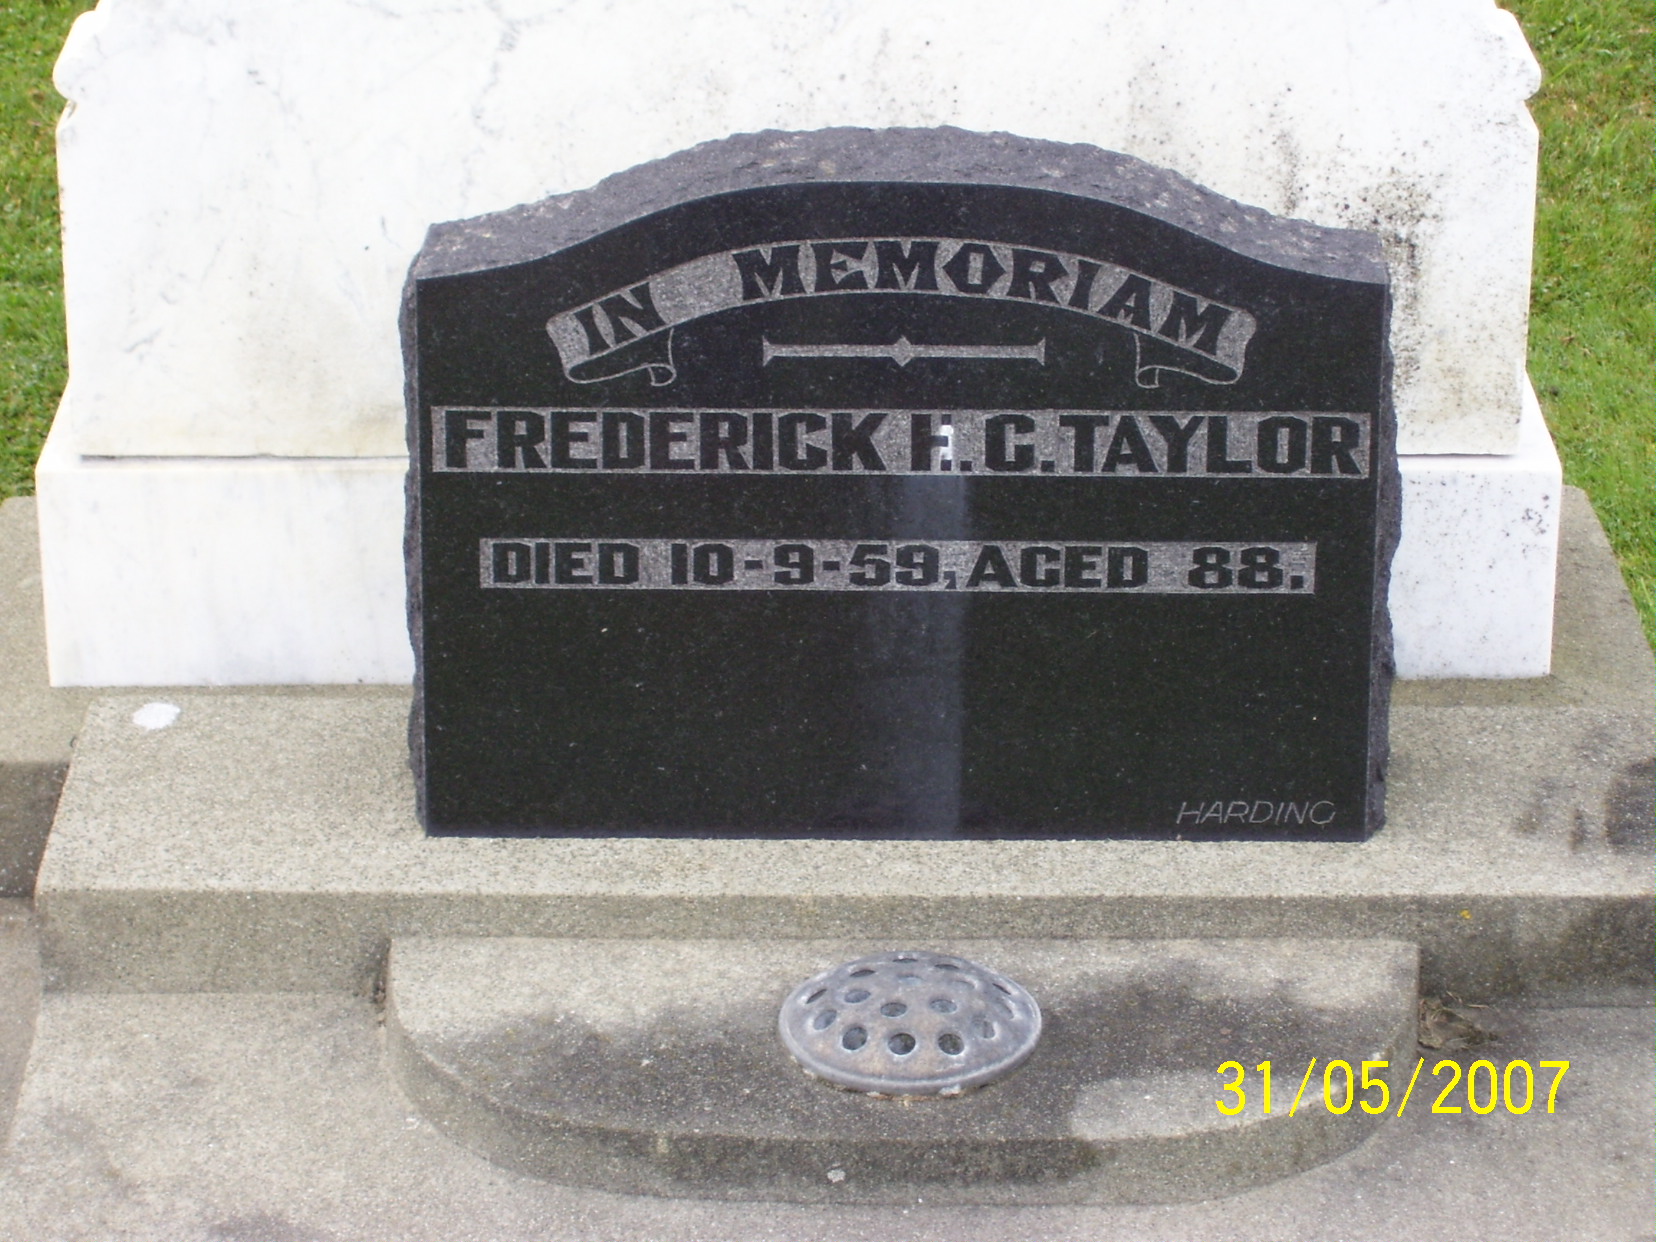 IN MEMORIAM
FREDERICK H.C.TAYLOR
DIED 10-9-59, AGED 88.
HARDING
31/05/2007